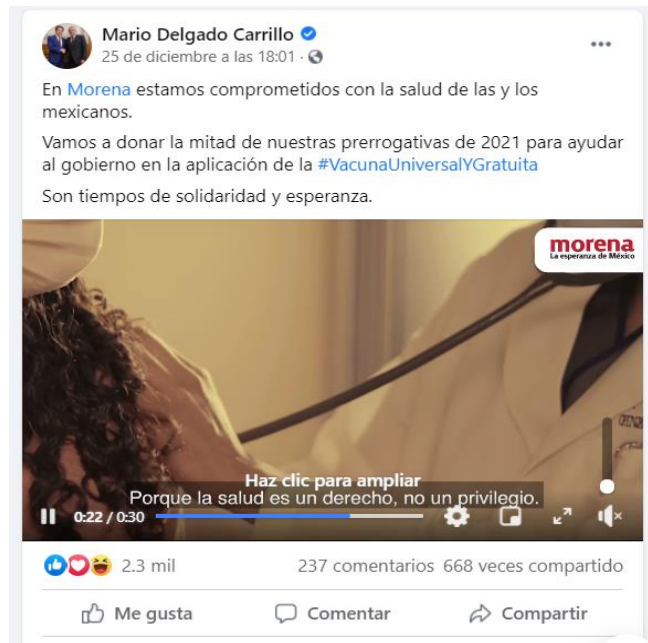 Mario Delgado Carrillo
25 de diciembre a las 18:01 ·
En Morena estamos comprometidos con la salud de las y los
mexicanos.
Vamos a donar la mitad de nuestras prerrogativas de 2021 para ayudar
al gobierno en la aplicación de la #VacunaUniversalYGratuita
Son tiempos de solidaridad y esperanza.
morena
La esperanza de México
Haz clic para ampliar
Porque la salud es un derecho, no un privilegio.
0:22 / 0:30
2.3 mil
237 comentarios 668 veces compartido
Me gusta
Comentar
Compartir